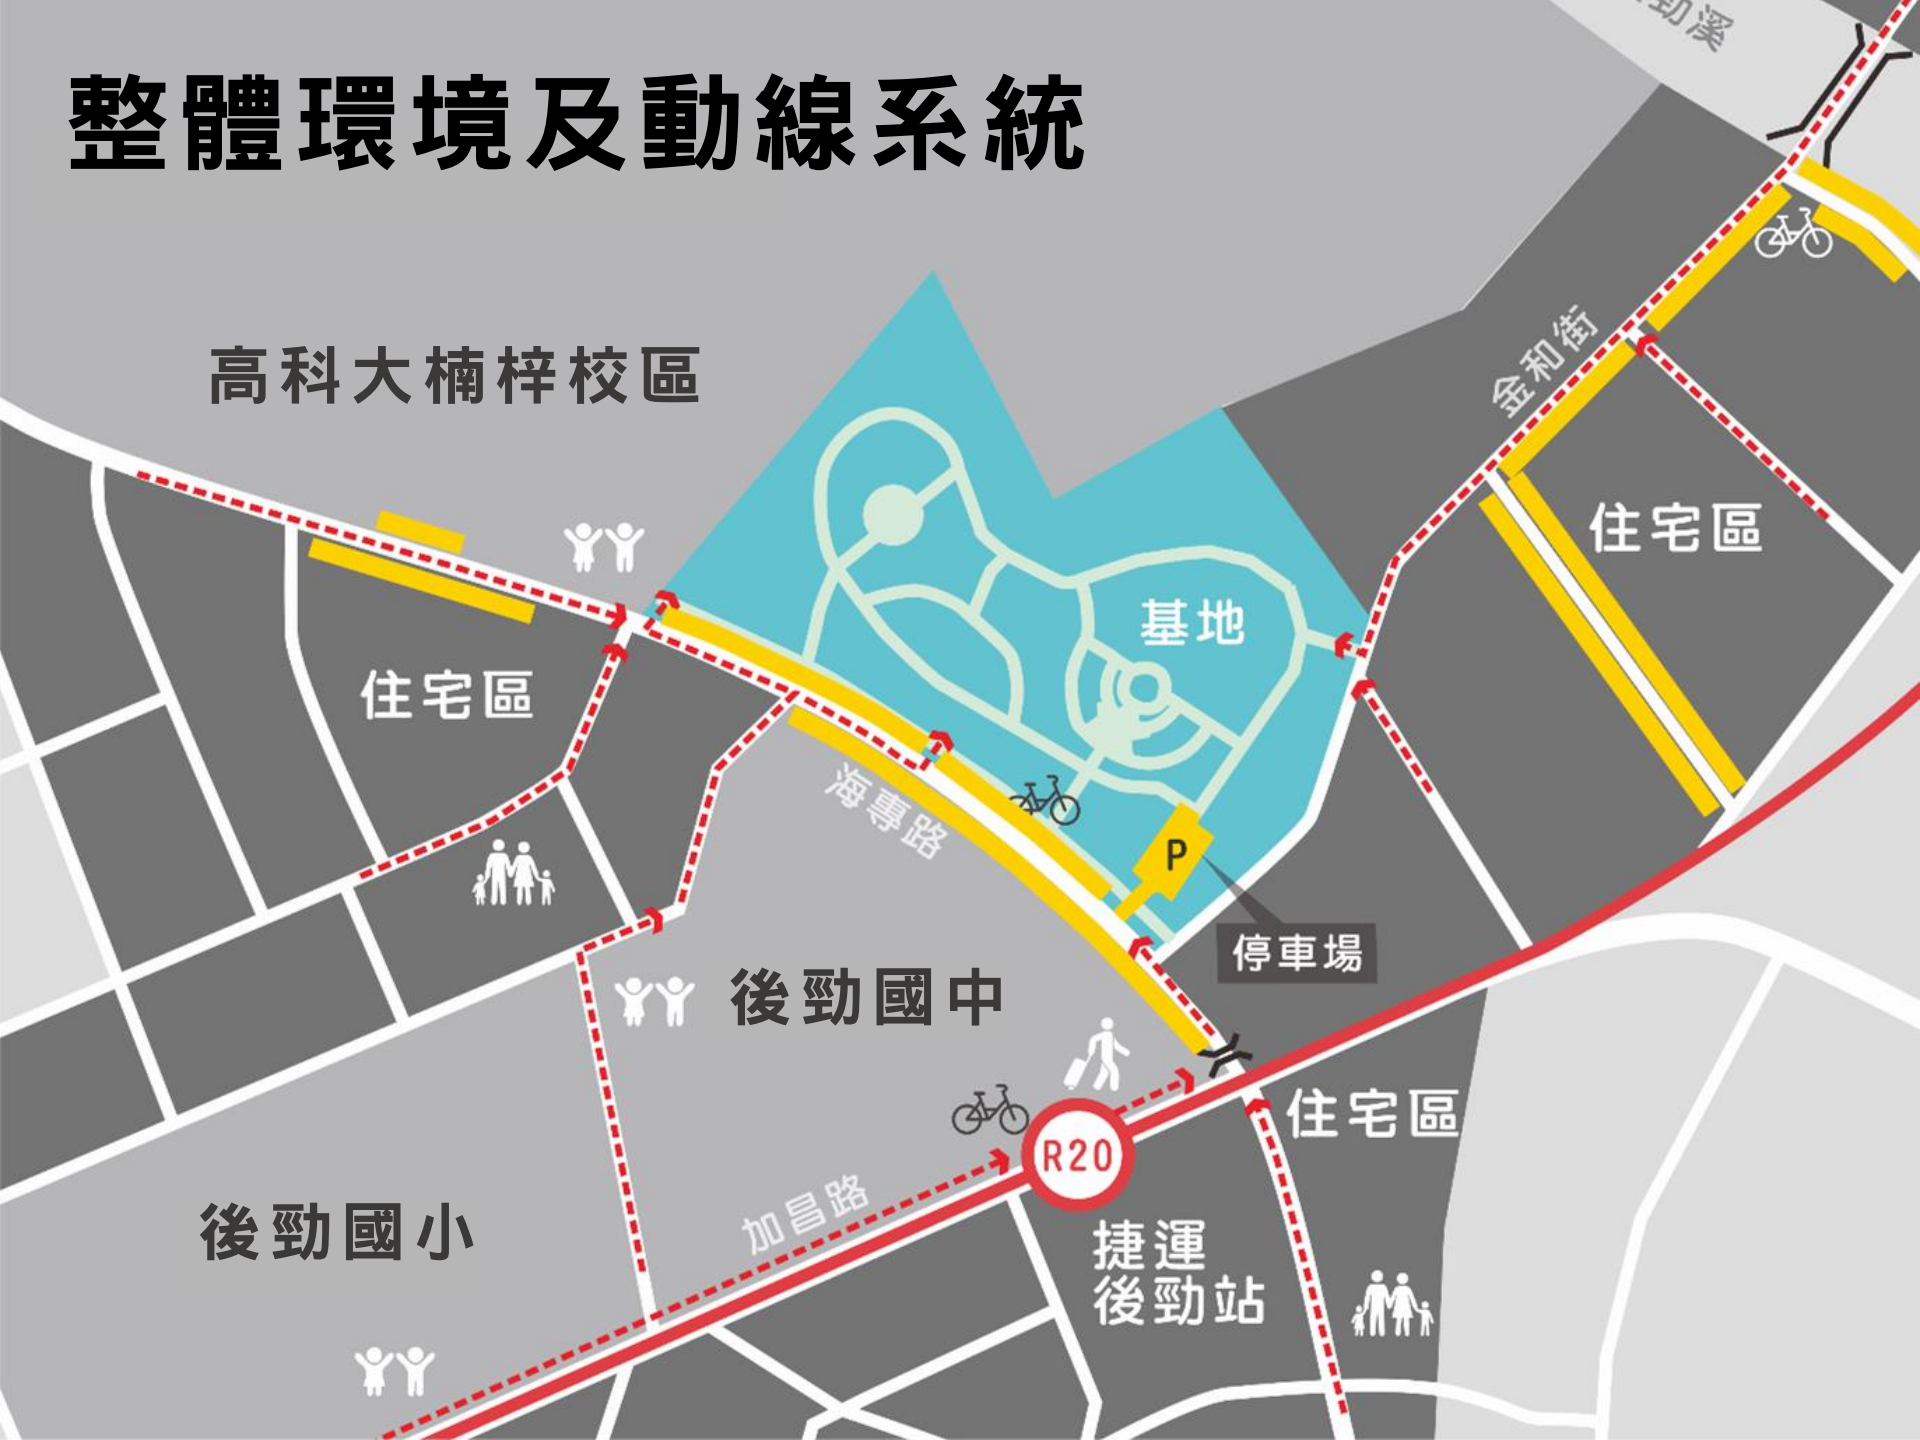 勁溪
整體環境及動線系統
高科大楠梓校區
金和街
住宅區
基地
住宅區
海專路
P
停車場
後勁國中
住宅區
R20
加昌路
後勁國小
捷運
後勁站